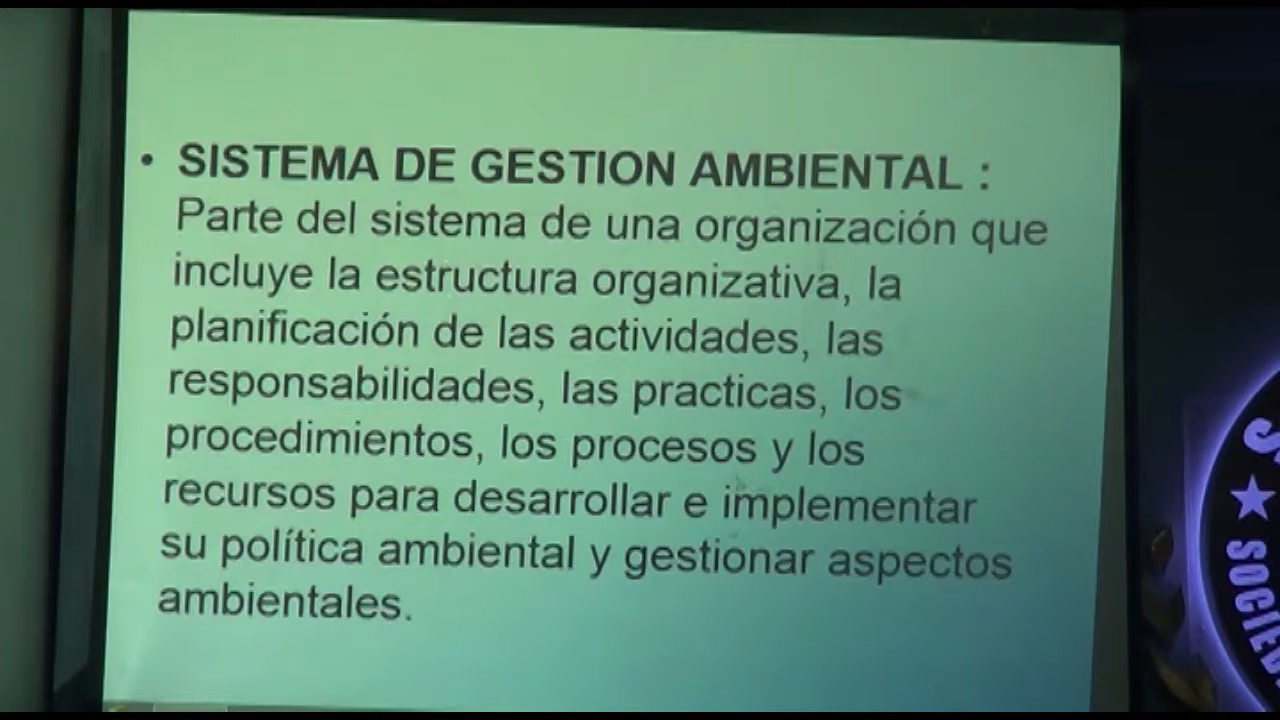 • SISTEMA DE GESTION AMBIENTAL :
Parte del sistema de una organización que
incluye la estructura organizativa, la
planificación de las actividades, las
responsabilidades, las practicas, los
procedimientos, los procesos y los
recursos para desarrollar e implementar
su política ambiental y gestionar aspectos
ambientales.